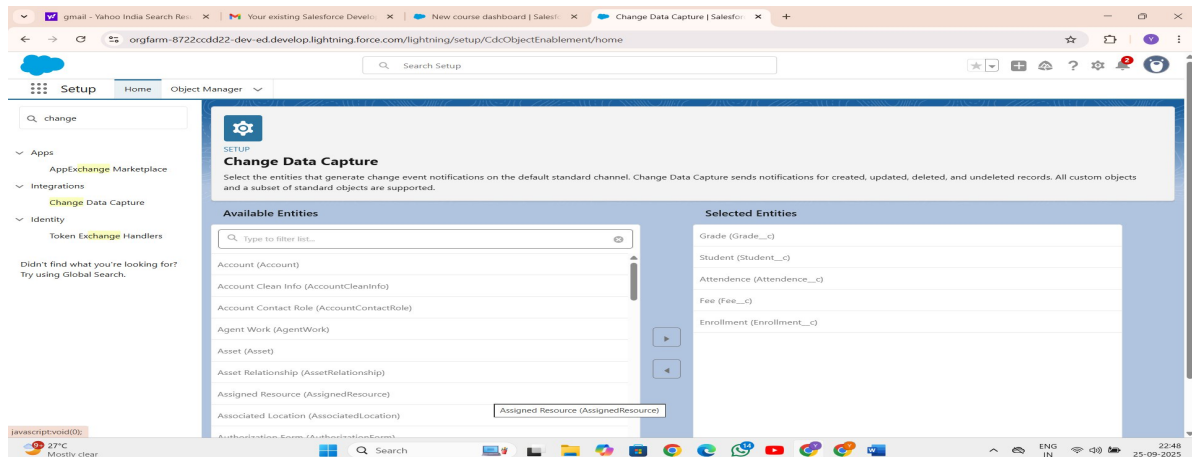 gmail - Yahoo India Search Resu
Your existing Salesforce Develo
New course dashboard | Salesfo
Change Data Capture | Salesfor
orgfarm-8722ccdd22-dev-ed.develop.lightning.force.com/lightning/setup/CdcObjectEnablement/home
Y
Search Setup
2
Setup
Home
Object Manager
change
Apps
AppExchange Marketplace
Integrations
Change Data Capture
Identity
Token Exchange Handlers
Didn't find what you're looking for?
Try using Global Search.
SETUP
Change Data Capture
Select the entities that generate change event notifications on the default standard channel. Change Data Capture sends notifications for created, updated, deleted, and undeleted records. All custom objects
and a subset of standard objects are supported.
Available Entities
Type to filter list...
Account (Account)
Account Clean Info (AccountCleanInfo)
Account Contact Role (AccountContactRole)
Agent Work (AgentWork)
Asset (Asset)
Asset Relationship (AssetRelationship)
Assigned Resource (AssignedResource)
Associated Location (AssociatedLocation)
Authorization Form (AuthorizationForm)
Assigned Resource (AssignedResource)
Selected Entities
Grade (Grade__c)
Student (Student__c)
Attendence (Attendence__c)
Fee (Fee__c)
Enrollment (Enrollment__c)
javascript:void(0);
9+
27°C
Mostly clear
Search
14
ENG
IN
22:48
25-09-2025